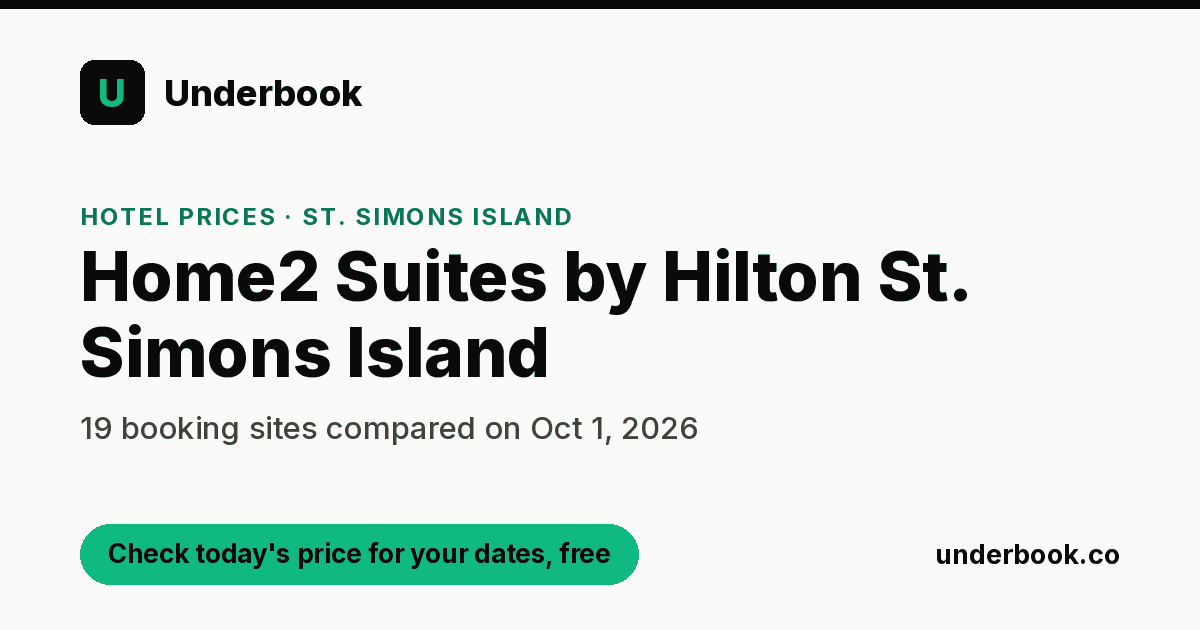 U Underbook
HOTEL PRICES · ST. SIMONS ISLAND
Home2 Suites by Hilton St.
Simons Island
19 booking sites compared on Oct 1, 2026
Check today's price for your dates, free
underbook.co